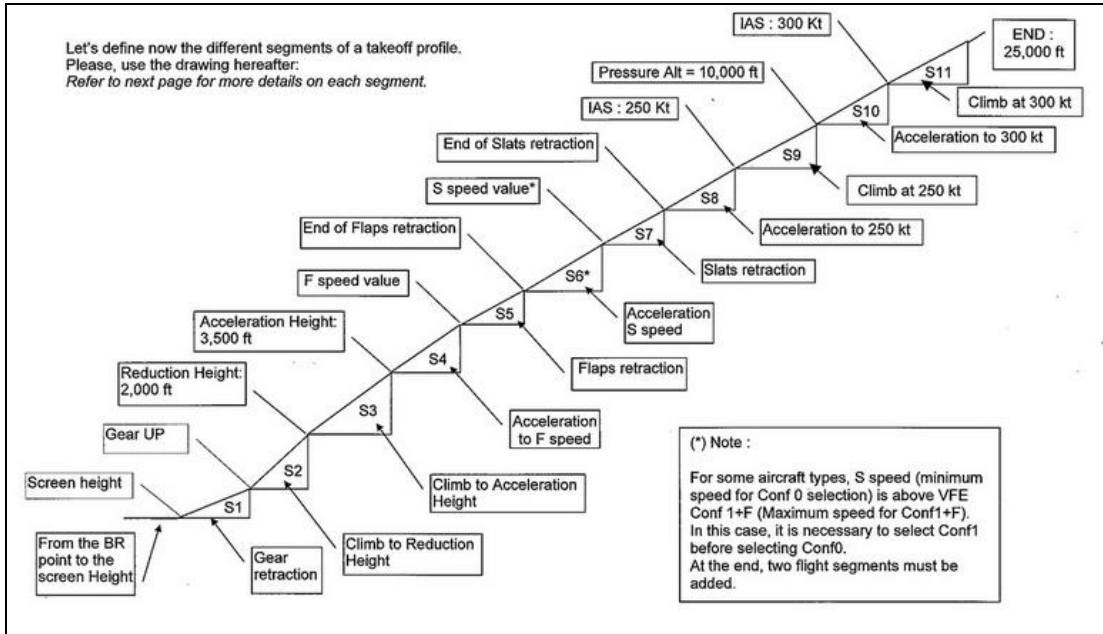 Let's define now the different segments of a takeoff profile.
Please, use the drawing hereafter:
Refer to next page for more details on each segment.
IAS: 300 Kt
END :
25,000 ft
S11
Pressure Alt = 10,000 ft
Climb at 300 kt
S10
IAS : 250 Kt
Acceleration to 300 kt
End of Slats retraction
S9
Climb at 250 kt
S speed value*
S8
Acceleration to 250 kt
End of Flaps retraction
S7
Slats retraction
F speed value
S6*
Acceleration
S speed
Acceleration Height:
3,500 ft
S5
Flaps retraction
Reduction Height:
2,000 ft
S4
Acceleration
to F speed
Gear UP
S3
Climb to Acceleration
Height
Screen height
S2
Climb to Reduction
Height
S1
From the BR
point to the
screen Height
Gear
retraction
(*) Note :
For some aircraft types, S speed (minimum
speed for Conf 0 selection) is above VFE
Conf 1+F (Maximum speed for Conf1+F).
In this case, it is necessary to select Conf1
before selecting Conf0.
At the end, two flight segments must be
added.